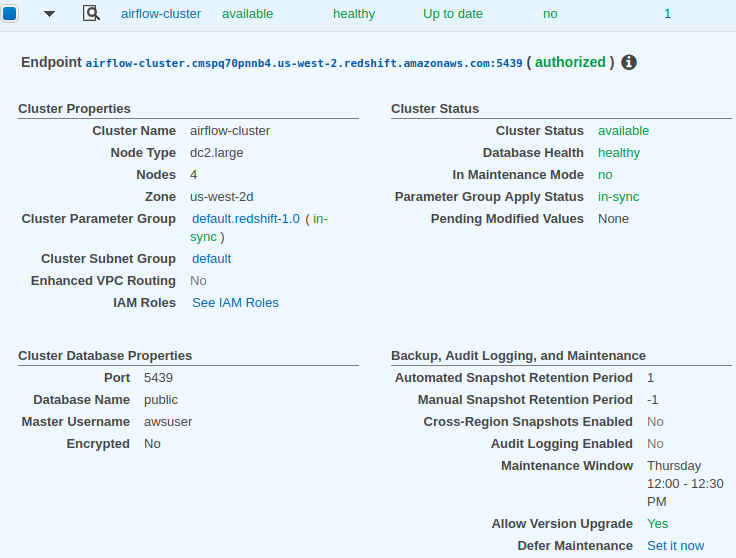 airflow-cluster available healthy Up to date no 1
Endpoint airflow-cluster.cmspq70pnnb4.us-west-2.redshift.amazonaws.com:5439 ( authorized )
Cluster Properties
Cluster Name airflow-cluster
Node Type dc2.large
Nodes 4
Zone us-west-2d
Cluster Parameter Group default.redshift-1.0 ( in-
sync )
Cluster Subnet Group default
Enhanced VPC Routing No
IAM Roles See IAM Roles
Cluster Status
Cluster Status available
Database Health healthy
In Maintenance Mode no
Parameter Group Apply Status in-sync
Pending Modified Values None
Cluster Database Properties
Port 5439
Database Name public
Master Username awsuser
Encrypted No
Backup, Audit Logging, and Maintenance
Automated Snapshot Retention Period 1
Manual Snapshot Retention Period -1
Cross-Region Snapshots Enabled No
Audit Logging Enabled No
Maintenance Window Thursday
12:00 - 12:30
PM
Allow Version Upgrade Yes
Defer Maintenance Set it now